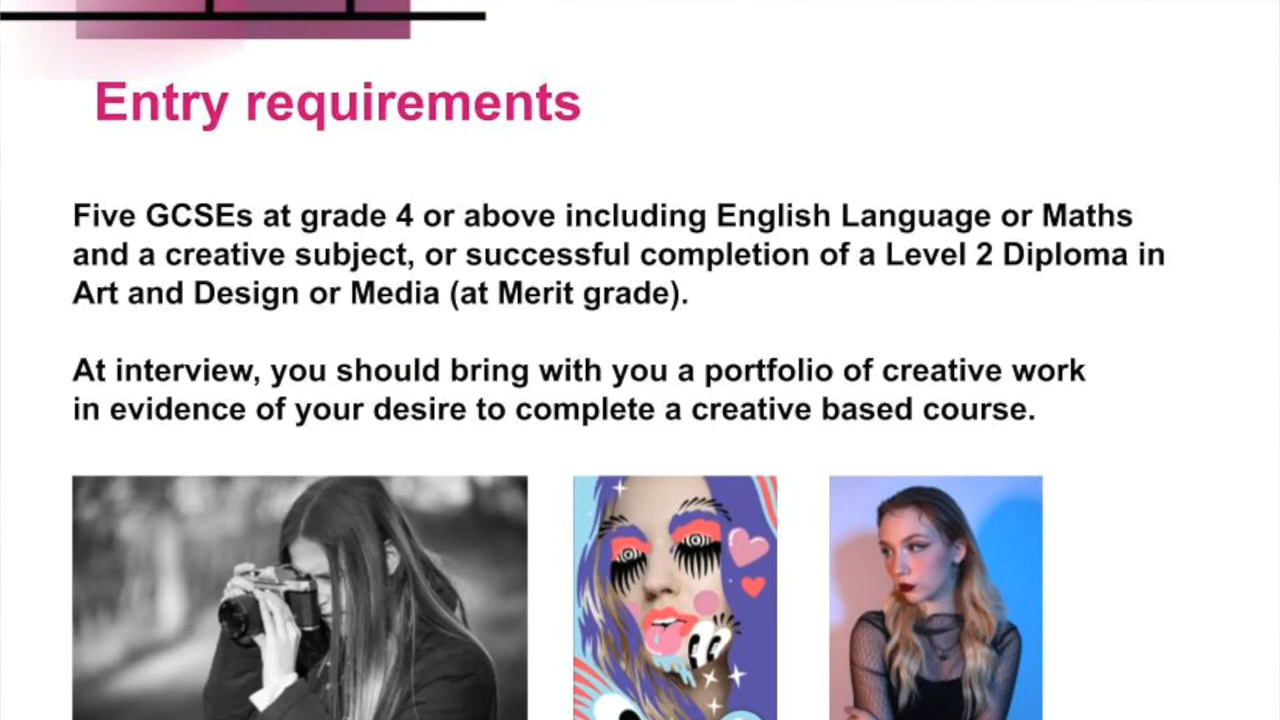 Entry requirements
Five GCSEs at grade 4 or above including English Language or Maths
and a creative subject, or successful completion of a Level 2 Diploma in
Art and Design or Media (at Merit grade).
At interview, you should bring with you a portfolio of creative work
in evidence of your desire to complete a creative based course.